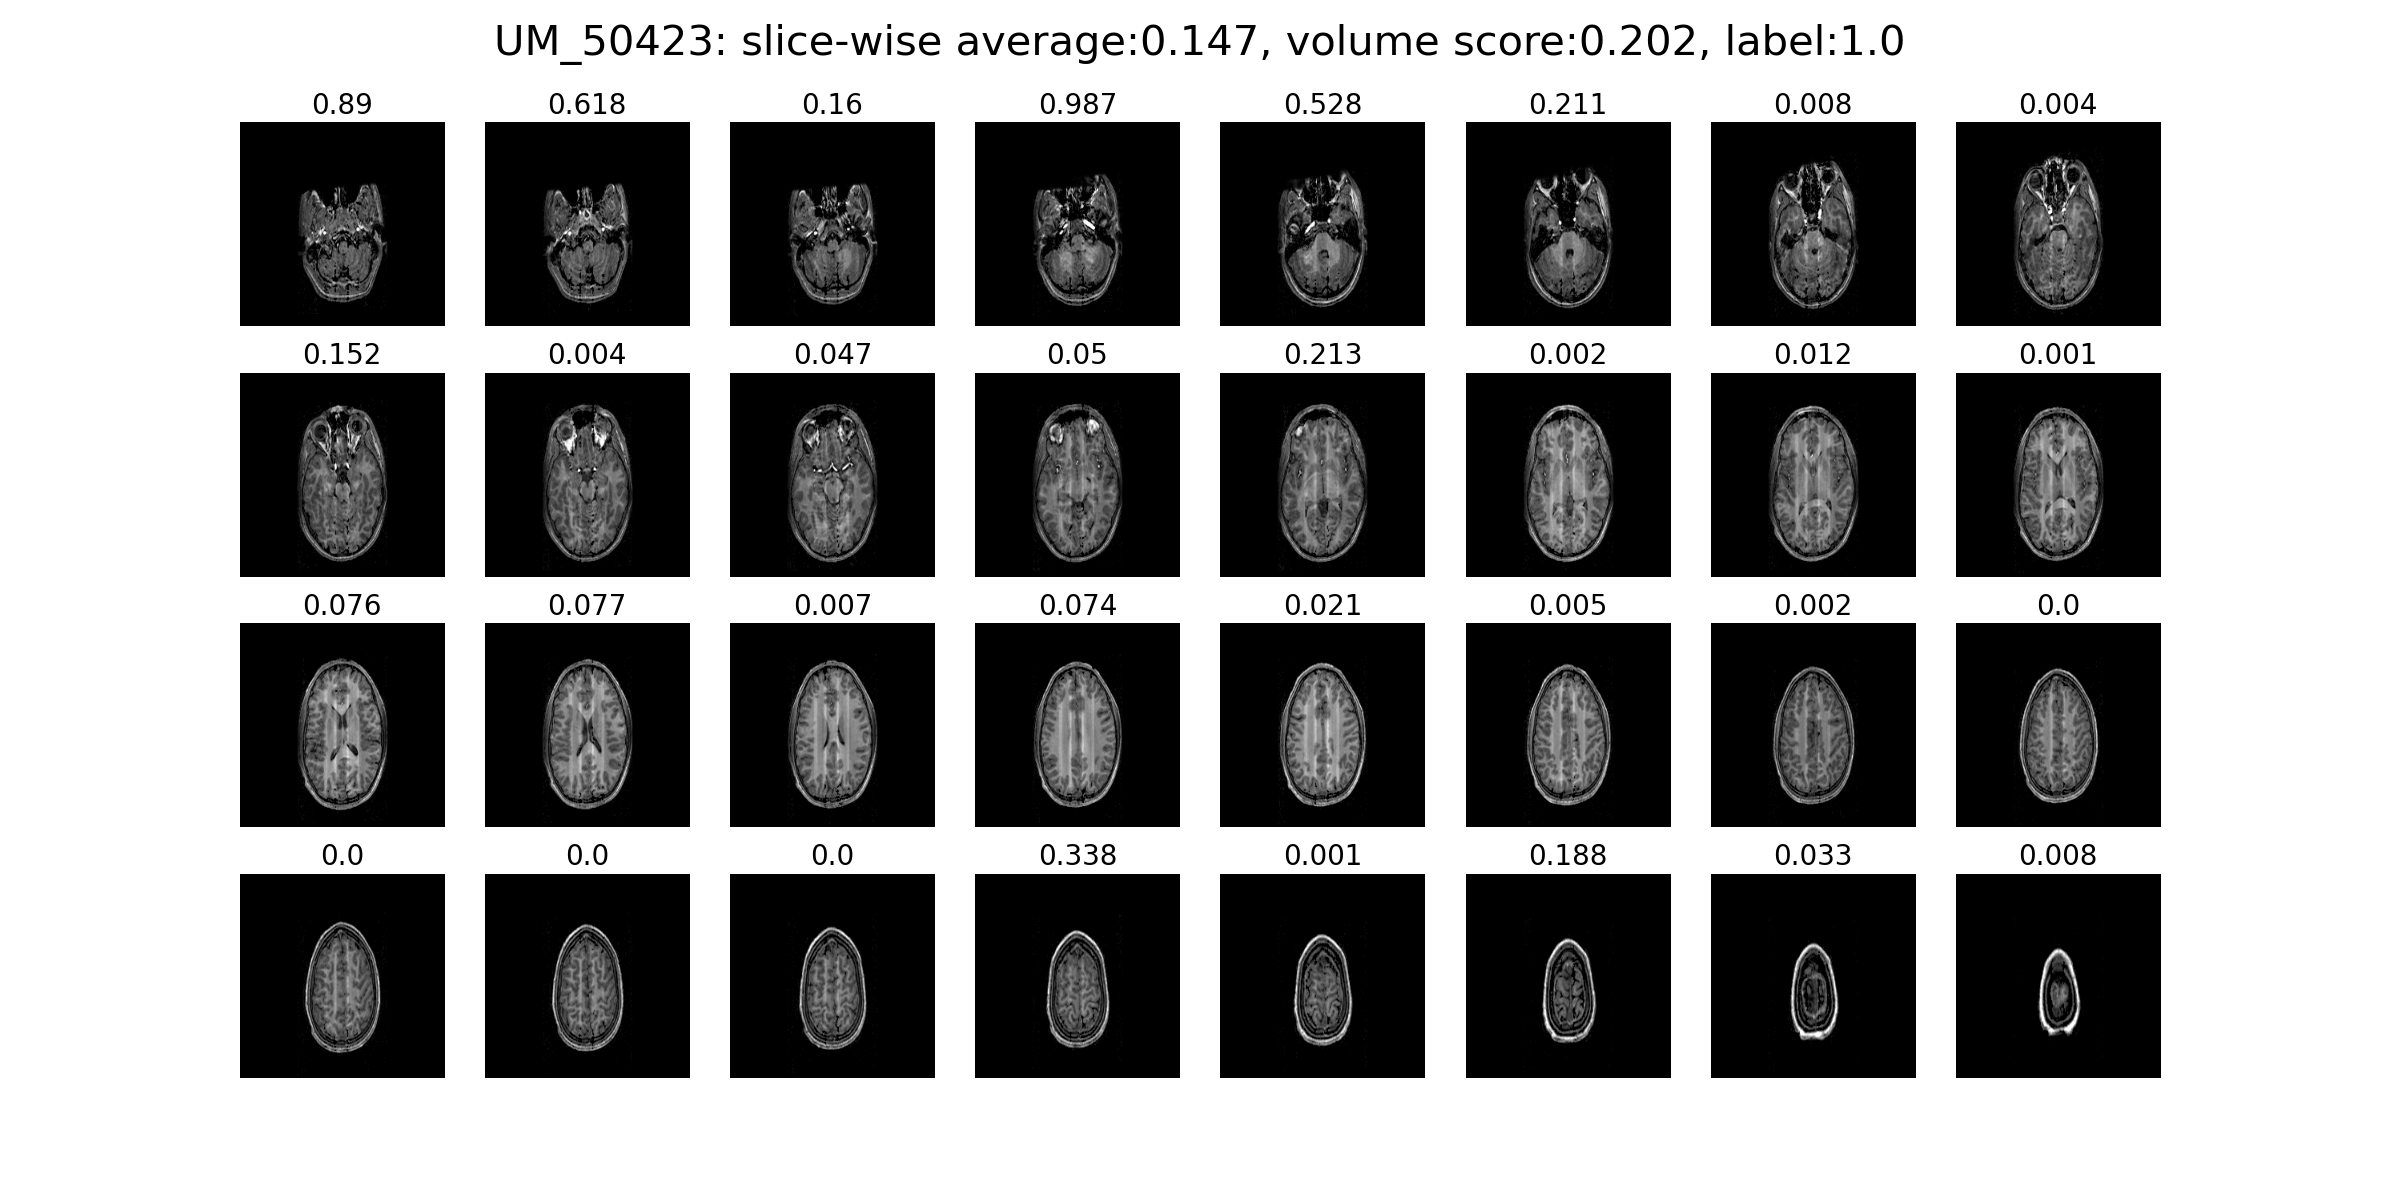 UM_50423: slice-wise average:0.147, volume score:0.202, label:1.0
0.89 0.618 0.16 0.987 0.528 0.211 0.008 0.004
0.152 0.004 0.047 0.05 0.213 0.002 0.012 0.001
0.076 0.077 0.007 0.074 0.021 0.005 0.002 0.0
0.0 0.0 0.0 0.338 0.001 0.188 0.033 0.008